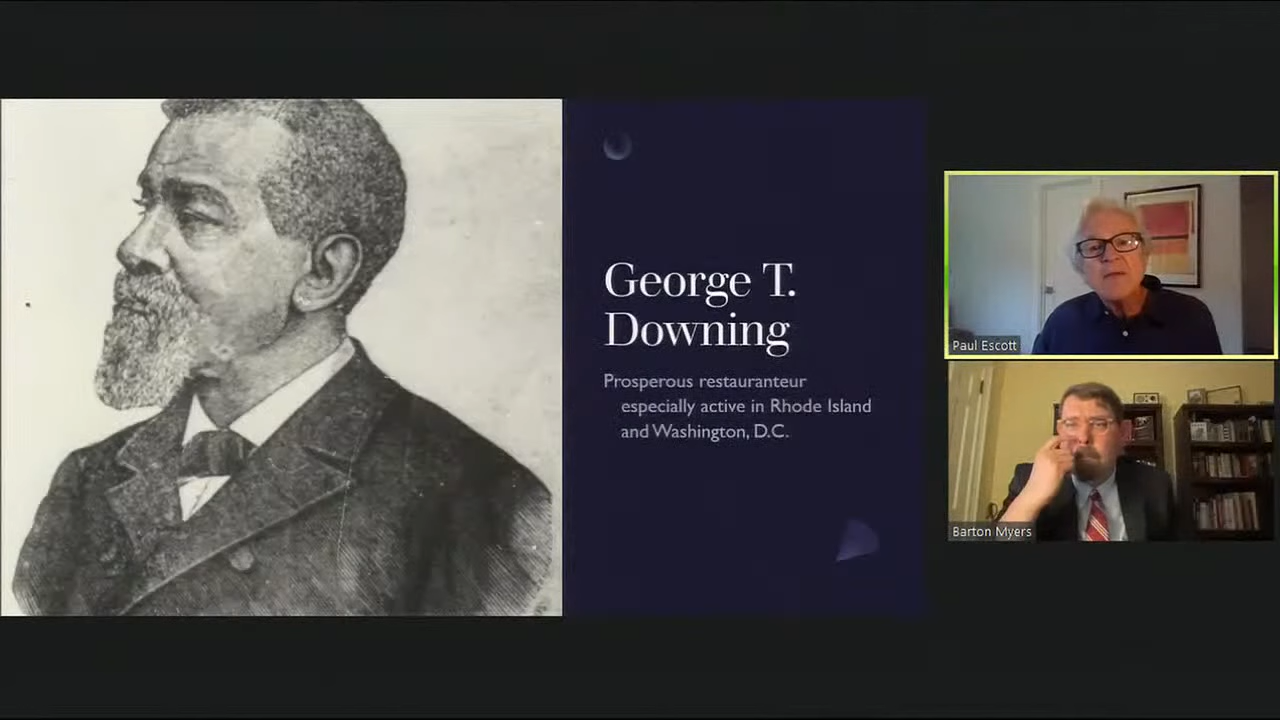 George T.
Downing
Prosperous restauranteur
especially active in Rhode Island
and Washington, D.C.
Paul Escott
Barton Myers